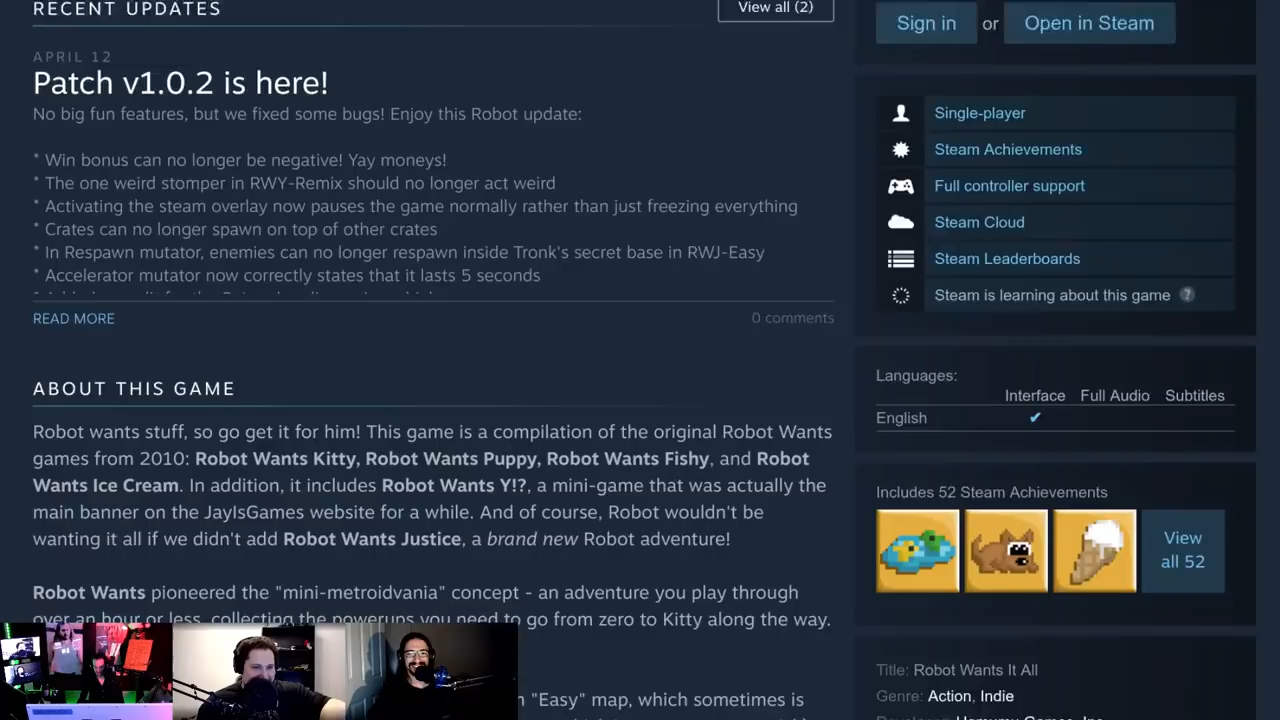 RECENT UPDATES
View all (2)
APRIL 12
Patch v1.0.2 is here!
No big fun features, but we fixed some bugs! Enjoy this Robot update:
* Win bonus can no longer be negative! Yay moneys!
* The one weird stomper in RWY-Remix should no longer act weird
* Activating the steam overlay now pauses the game normally rather than just freezing everything
* Crates can no longer spawn on top of other crates
* In Respawn mutator, enemies can no longer respawn inside Tronk's secret base in RWJ-Easy
* Accelerator mutator now correctly states that it lasts 5 seconds
READ MORE
0 comments
ABOUT THIS GAME
Robot wants stuff, so go get it for him! This game is a compilation of the original Robot Wants
games from 2010: Robot Wants Kitty, Robot Wants Puppy, Robot Wants Fishy, and Robot
Wants Ice Cream. In addition, it includes Robot Wants Y!?, a mini-game that was actually the
main banner on the JayIsGames website for a while. And of course, Robot wouldn't be
wanting it all if we didn't add Robot Wants Justice, a brand new Robot adventure!
Robot Wants pioneered the "mini-metroidvania" concept - an adventure you play through
over an hour or less, collecting the powerups you need to go from zero to Kitty along the way.
"Easy" map, which sometimes is
Sign in or Open in Steam
Single-player
Steam Achievements
Full controller support
Steam Cloud
Steam Leaderboards
Steam is learning about this game ?
Languages:
Interface Full Audio Subtitles
English ✔
Includes 52 Steam Achievements
View
all 52
Title: Robot Wants It All
Genre: Action, Indie